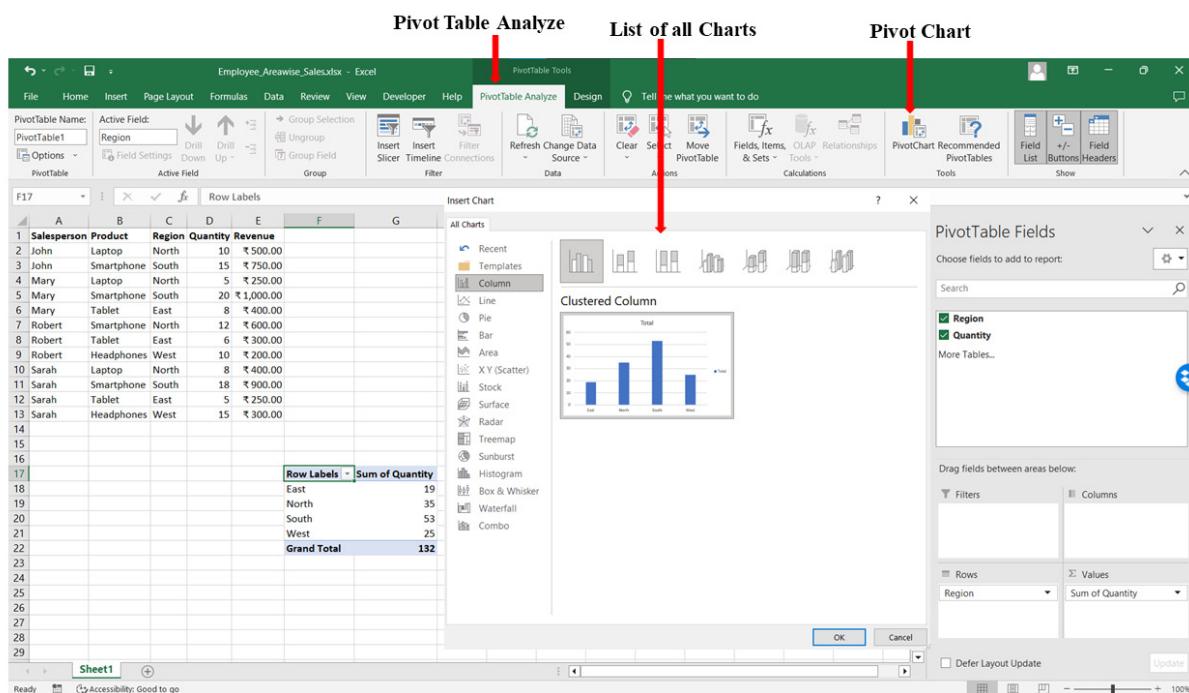 Pivot Table Analyze
List of all Charts
Pivot Chart
Employee_Areawise_Sales.xlsx - Excel
PivotTable Tools
File Home Insert Page Layout Formulas Data Review View Developer Help PivotTable Analyze Design Tell me what you want to do
PivotTable Name:
PivotTable1
Options
PivotTable
Active Field:
Region
Field Settings
Drill Down
Drill Up
Active Field
Group Selection
Ungroup
Group Field
Group
Insert Slicer
Insert Timeline
Filter Connections
Filter
Refresh
Change Data Source
Data
Clear
Select
Move PivotTable
Actions
Fields, Items, & Sets
OLAP Tools
Relationships
Calculations
PivotChart
Recommended PivotTables
Tools
Field List
+/- Buttons
Field Headers
Show
F17
fx
Row Labels
A B C D E F G
1 Salesperson Product Region Quantity Revenue
2 John Laptop North 10 ₹ 500.00
3 John Smartphone South 15 ₹ 750.00
4 Mary Laptop North 5 ₹ 250.00
5 Mary Smartphone South 20 ₹ 1,000.00
6 Mary Tablet East 8 ₹ 400.00
7 Robert Smartphone North 12 ₹ 600.00
8 Robert Tablet East 6 ₹ 300.00
9 Robert Headphones West 10 ₹ 200.00
10 Sarah Laptop North 8 ₹ 400.00
11 Sarah Smartphone South 18 ₹ 900.00
12 Sarah Tablet East 5 ₹ 250.00
13 Sarah Headphones West 15 ₹ 300.00
14
15
16
17 Row Labels Sum of Quantity
18 East 19
19 North 35
20 South 53
21 West 25
22 Grand Total 132
23
24
25
26
27
28
29
Insert Chart
?
All Charts
Recent
Templates
Column
Line
Pie
Bar
Area
X Y (Scatter)
Stock
Surface
Radar
Treemap
Sunburst
Histogram
Box & Whisker
Waterfall
Combo
Clustered Column
Total
60
50
40
30
20
10
0
East North South West
Total
OK Cancel
PivotTable Fields
Choose fields to add to report:
Search
Region
Quantity
More Tables...
Drag fields between areas below:
Filters
Columns
Rows
Region
Σ Values
Sum of Quantity
Defer Layout Update
Update
Sheet1
Ready
Accessibility: Good to go
100%